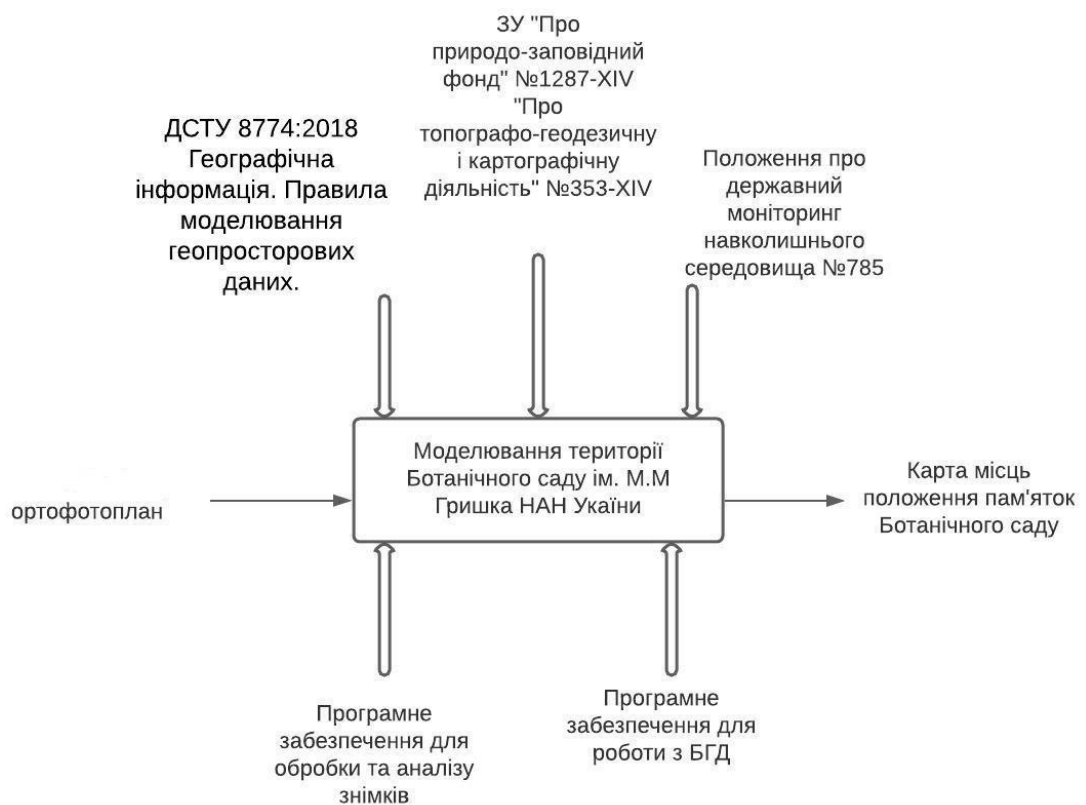 ЗУ "Про
природо-заповідний
фонд" №1287-XIV
"Про
топографо-геодезичну
і картографічну
діяльність" №353-XIV
ДСТУ 8774:2018
Географічна
інформація. Правила
моделювання
геопросторових
даних.
Положення про
державний
моніторинг
навколишнього
середовища №785
Моделювання території
Ботанічного саду ім. М.М
Гришка НАН Укаїни
ортофотоплан
Карта місць
положення пам'яток
Ботанічного саду
Програмне
забезпечення для
обробки та аналізу
знімків
Програмне
забезпечення для
роботи з БГД